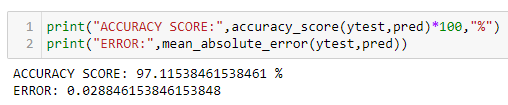 1 print("ACCURACY SCORE:",accuracy_score(ytest,pred)*100,"%")
2 print("ERROR:",mean_absolute_error(ytest,pred))
ACCURACY SCORE: 97.11538461538461 %
ERROR: 0.028846153846153848